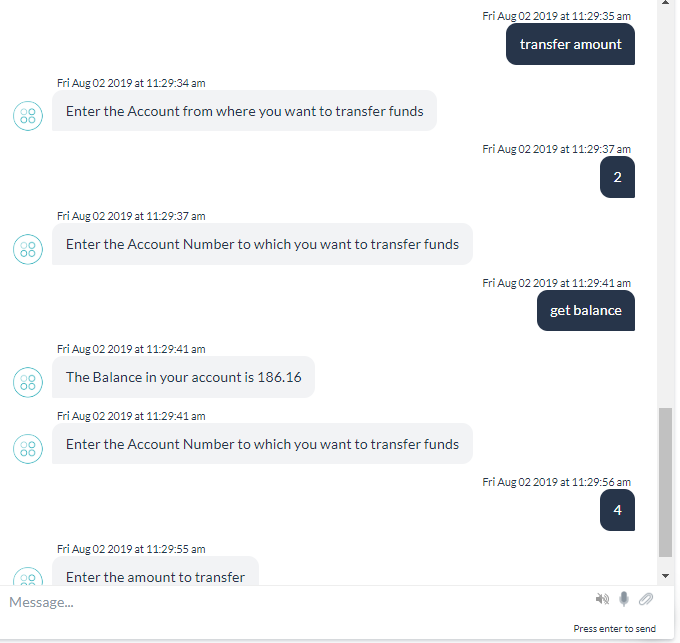 Fri Aug 02 2019 at 11:29:35 am
transfer amount
Fri Aug 02 2019 at 11:29:34 am
Enter the Account from where you want to transfer funds
Fri Aug 02 2019 at 11:29:37 am
2
Fri Aug 02 2019 at 11:29:37 am
Enter the Account Number to which you want to transfer funds
Fri Aug 02 2019 at 11:29:41 am
get balance
Fri Aug 02 2019 at 11:29:41 am
The Balance in your account is 186.16
Fri Aug 02 2019 at 11:29:41 am
Enter the Account Number to which you want to transfer funds
Fri Aug 02 2019 at 11:29:56 am
4
Fri Aug 02 2019 at 11:29:55 am
Enter the amount to transfer
Message...
Press enter to send